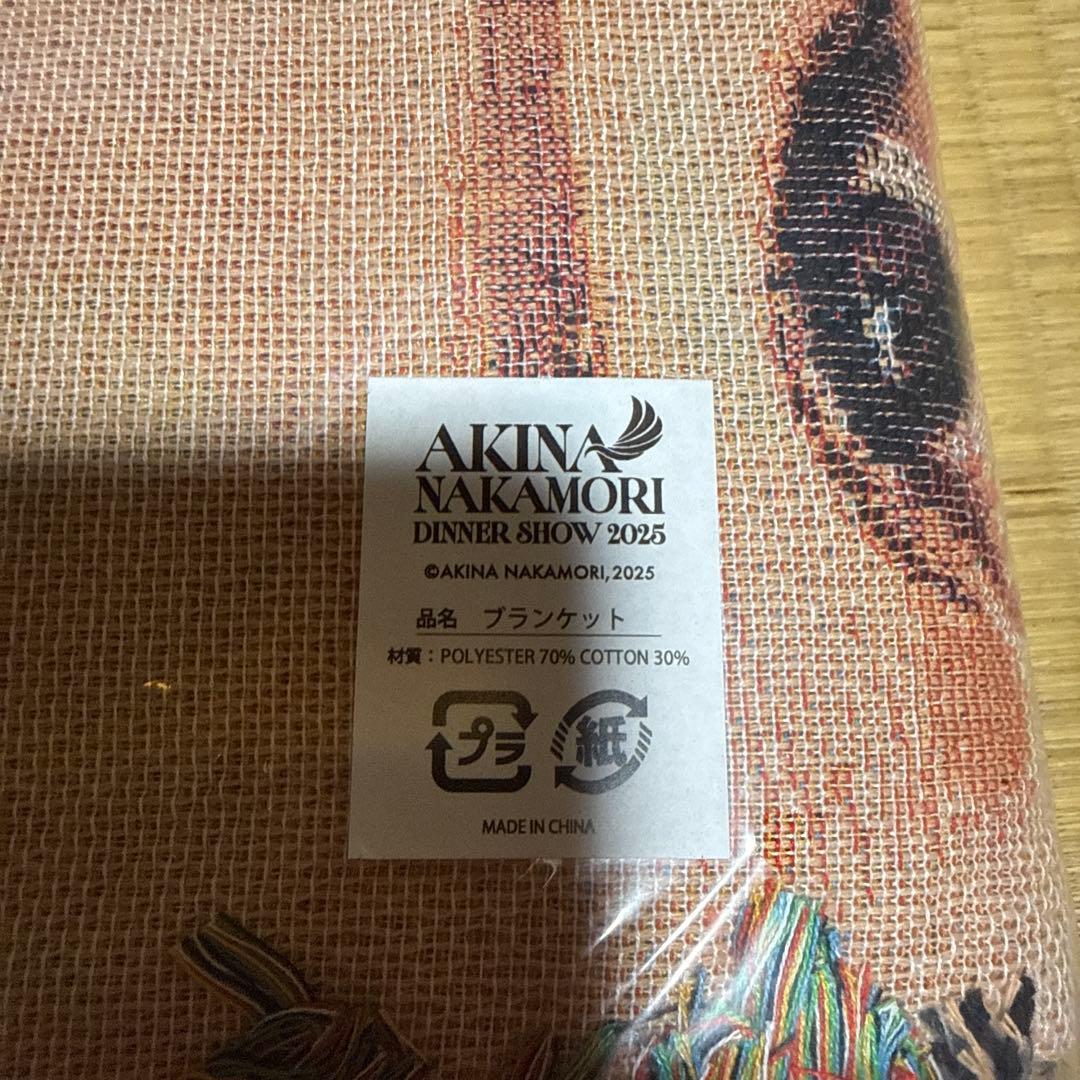 AKINA
NAKAMORI
DINNER SHOW 2025
©AKINA NAKAMORI, 2025
品名 ブランケット
材質：POLYESTER 70% COTTON 30%
プラ 紙
MADE IN CHINA